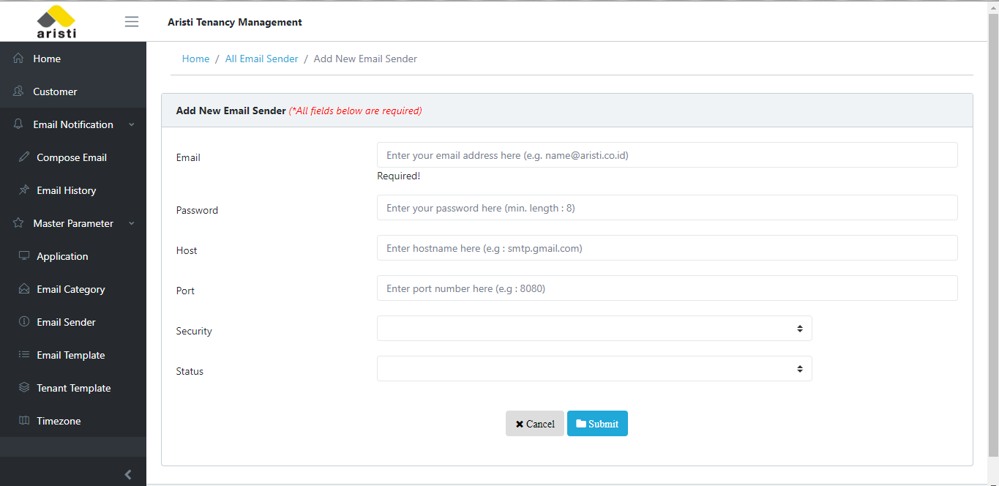 aristi
Aristi Tenancy Management
Home
Customer
Email Notification
Compose Email
Email History
Master Parameter
Application
Email Category
Email Sender
Email Template
Tenant Template
Timezone
Home / All Email Sender / Add New Email Sender
Add New Email Sender (*All fields below are required)
Email Enter your email address here (e.g. name@aristi.co.id)
Required!
Password Enter your password here (min. length : 8)
Host Enter hostname here (e.g : smtp.gmail.com)
Port Enter port number here (e.g : 8080)
Security
Status
Cancel Submit